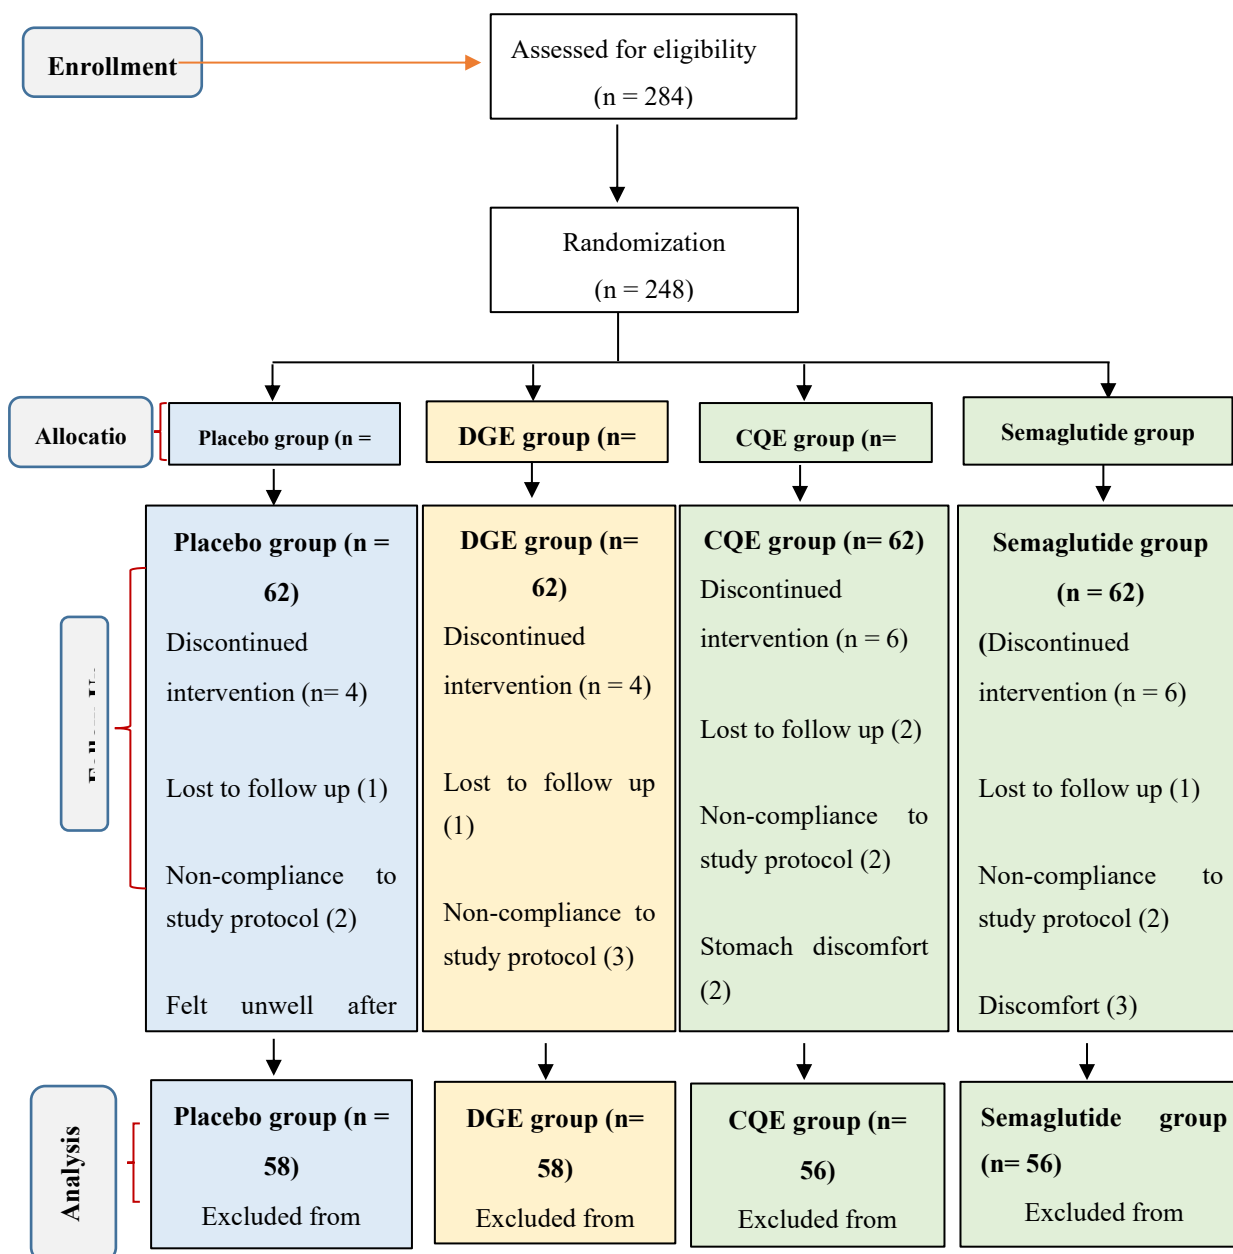 Enrollment
Assessed for eligibility
(n = 284)
Randomization
(n = 248)
Allocatio
Placebo group (n =
DGE group (n=
CQE group (n=
Semaglutide group
Placebo group (n =
62)
Discontinued
intervention (n= 4)
Lost to follow up (1)
Non-compliance to
study protocol (2)
Felt unwell after
DGE group (n=
62)
Discontinued
intervention (n = 4)
Lost to follow up
(1)
Non-compliance to
study protocol (3)
CQE group (n= 62)
Discontinued
intervention (n = 6)
Lost to follow up (2)
Non-compliance to
study protocol (2)
Stomach discomfort
(2)
Semaglutide group
(n = 62)
(Discontinued
intervention (n = 6)
Lost to follow up (1)
Non-compliance to
study protocol (2)
Discomfort (3)
Analysis
Placebo group (n =
58)
Excluded from
DGE group (n=
58)
Excluded from
CQE group (n=
56)
Excluded from
Semaglutide group
(n= 56)
Excluded from